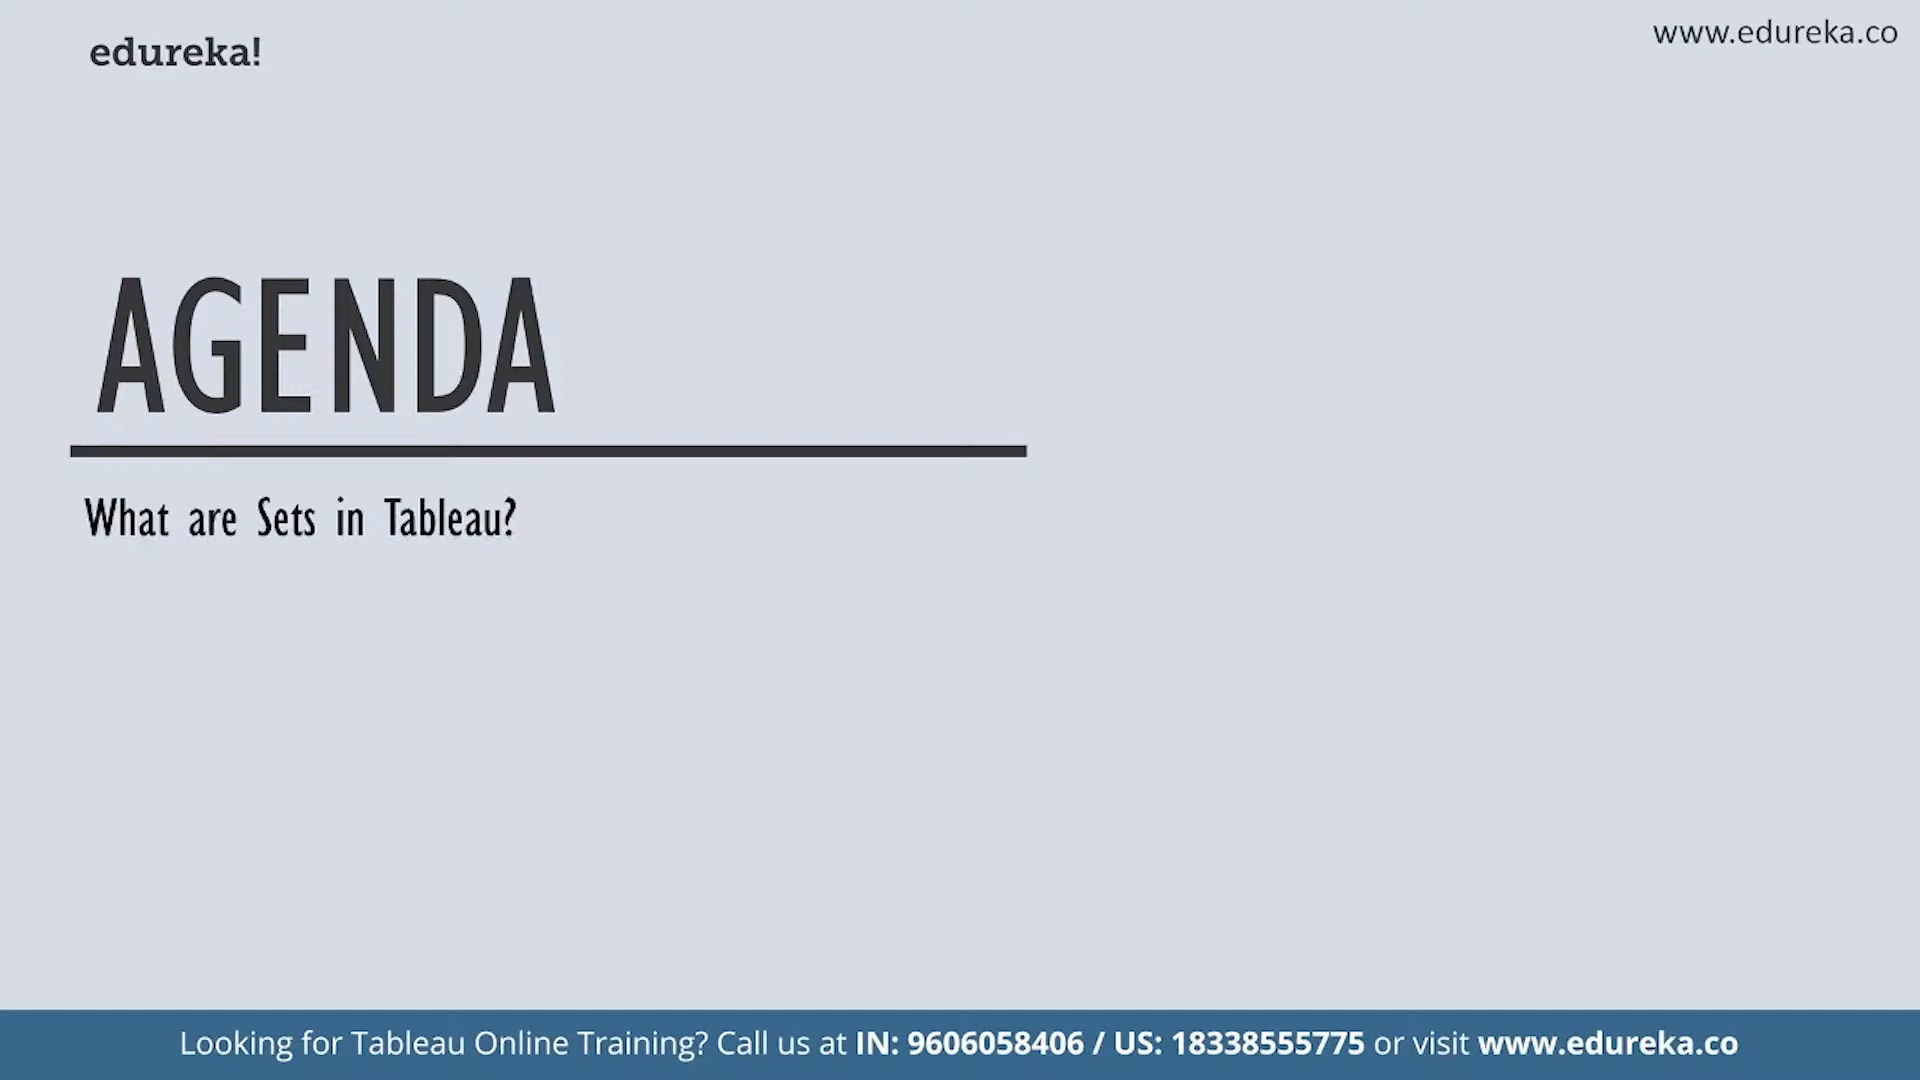 edureka!
www.edureka.co
AGENDA
What are Sets in Tableau?
Looking for Tableau Online Training? Call us at IN: 9606058406 / US: 18338555775 or visit www.edureka.co